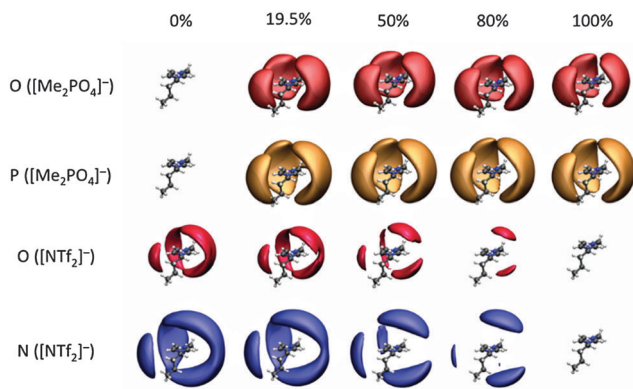 0% 19.5% 50% 80% 100%
O ([Me₂PO₄]⁻)
P ([Me₂PO₄]⁻)
O ([NTf₂]⁻)
N ([NTf₂]⁻)